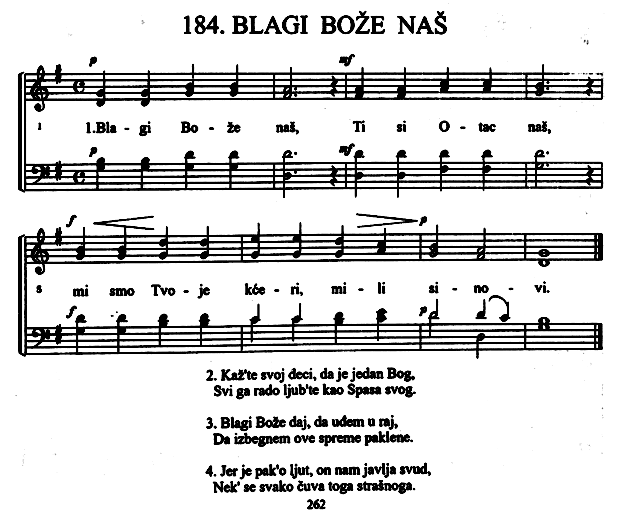 184. BLAGI BOŽE NAŠ
p mf
1 1.Bla - gi Bo - že naš, Ti si O - tac naš,
p mf
f p
5 mi smo Tvo - je kće - ri, mi - li si - no - vi.
f p
2. Kaž'te svoj deci, da je jedan Bog,
Svi ga rado ljub'te kao Spasa svog.
3. Blagi Bože daj, da uđem u raj,
Da izbegnem ove spreme paklene.
4. Jer je pak'o ljut, on nam javlja svud,
Nek' se svako čuva toga strašnoga.
262